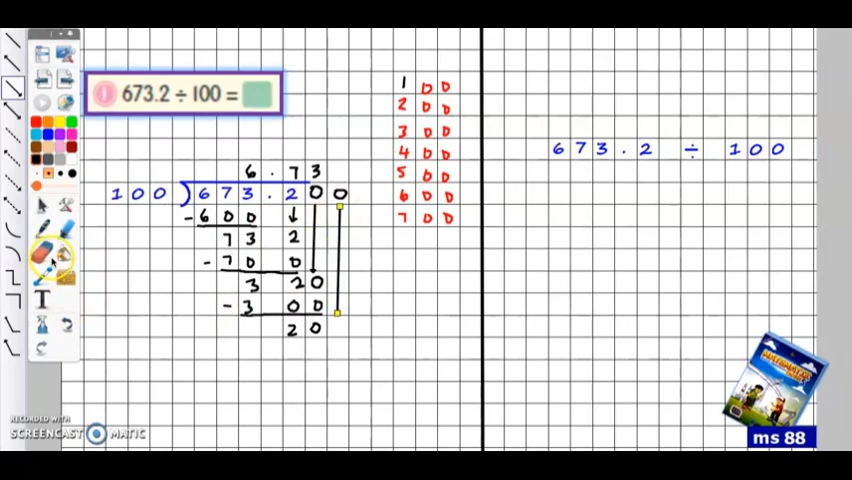 i 673.2 ÷ 100 =
1 0 0
2 0 0
3 0 0
4 0 0
5 0 0
6 0 0
7 0 0
6 . 7 3
1 0 0 ) 6 7 3 . 2 0 0
- 6 0 0 ↓
7 3 2
- 7 0 0
3 2 0
- 3 0 0
2 0
6 7 3 . 2 ÷ 1 0 0
T
RECORDED WITH
SCREENCAST MATIC
ms 88